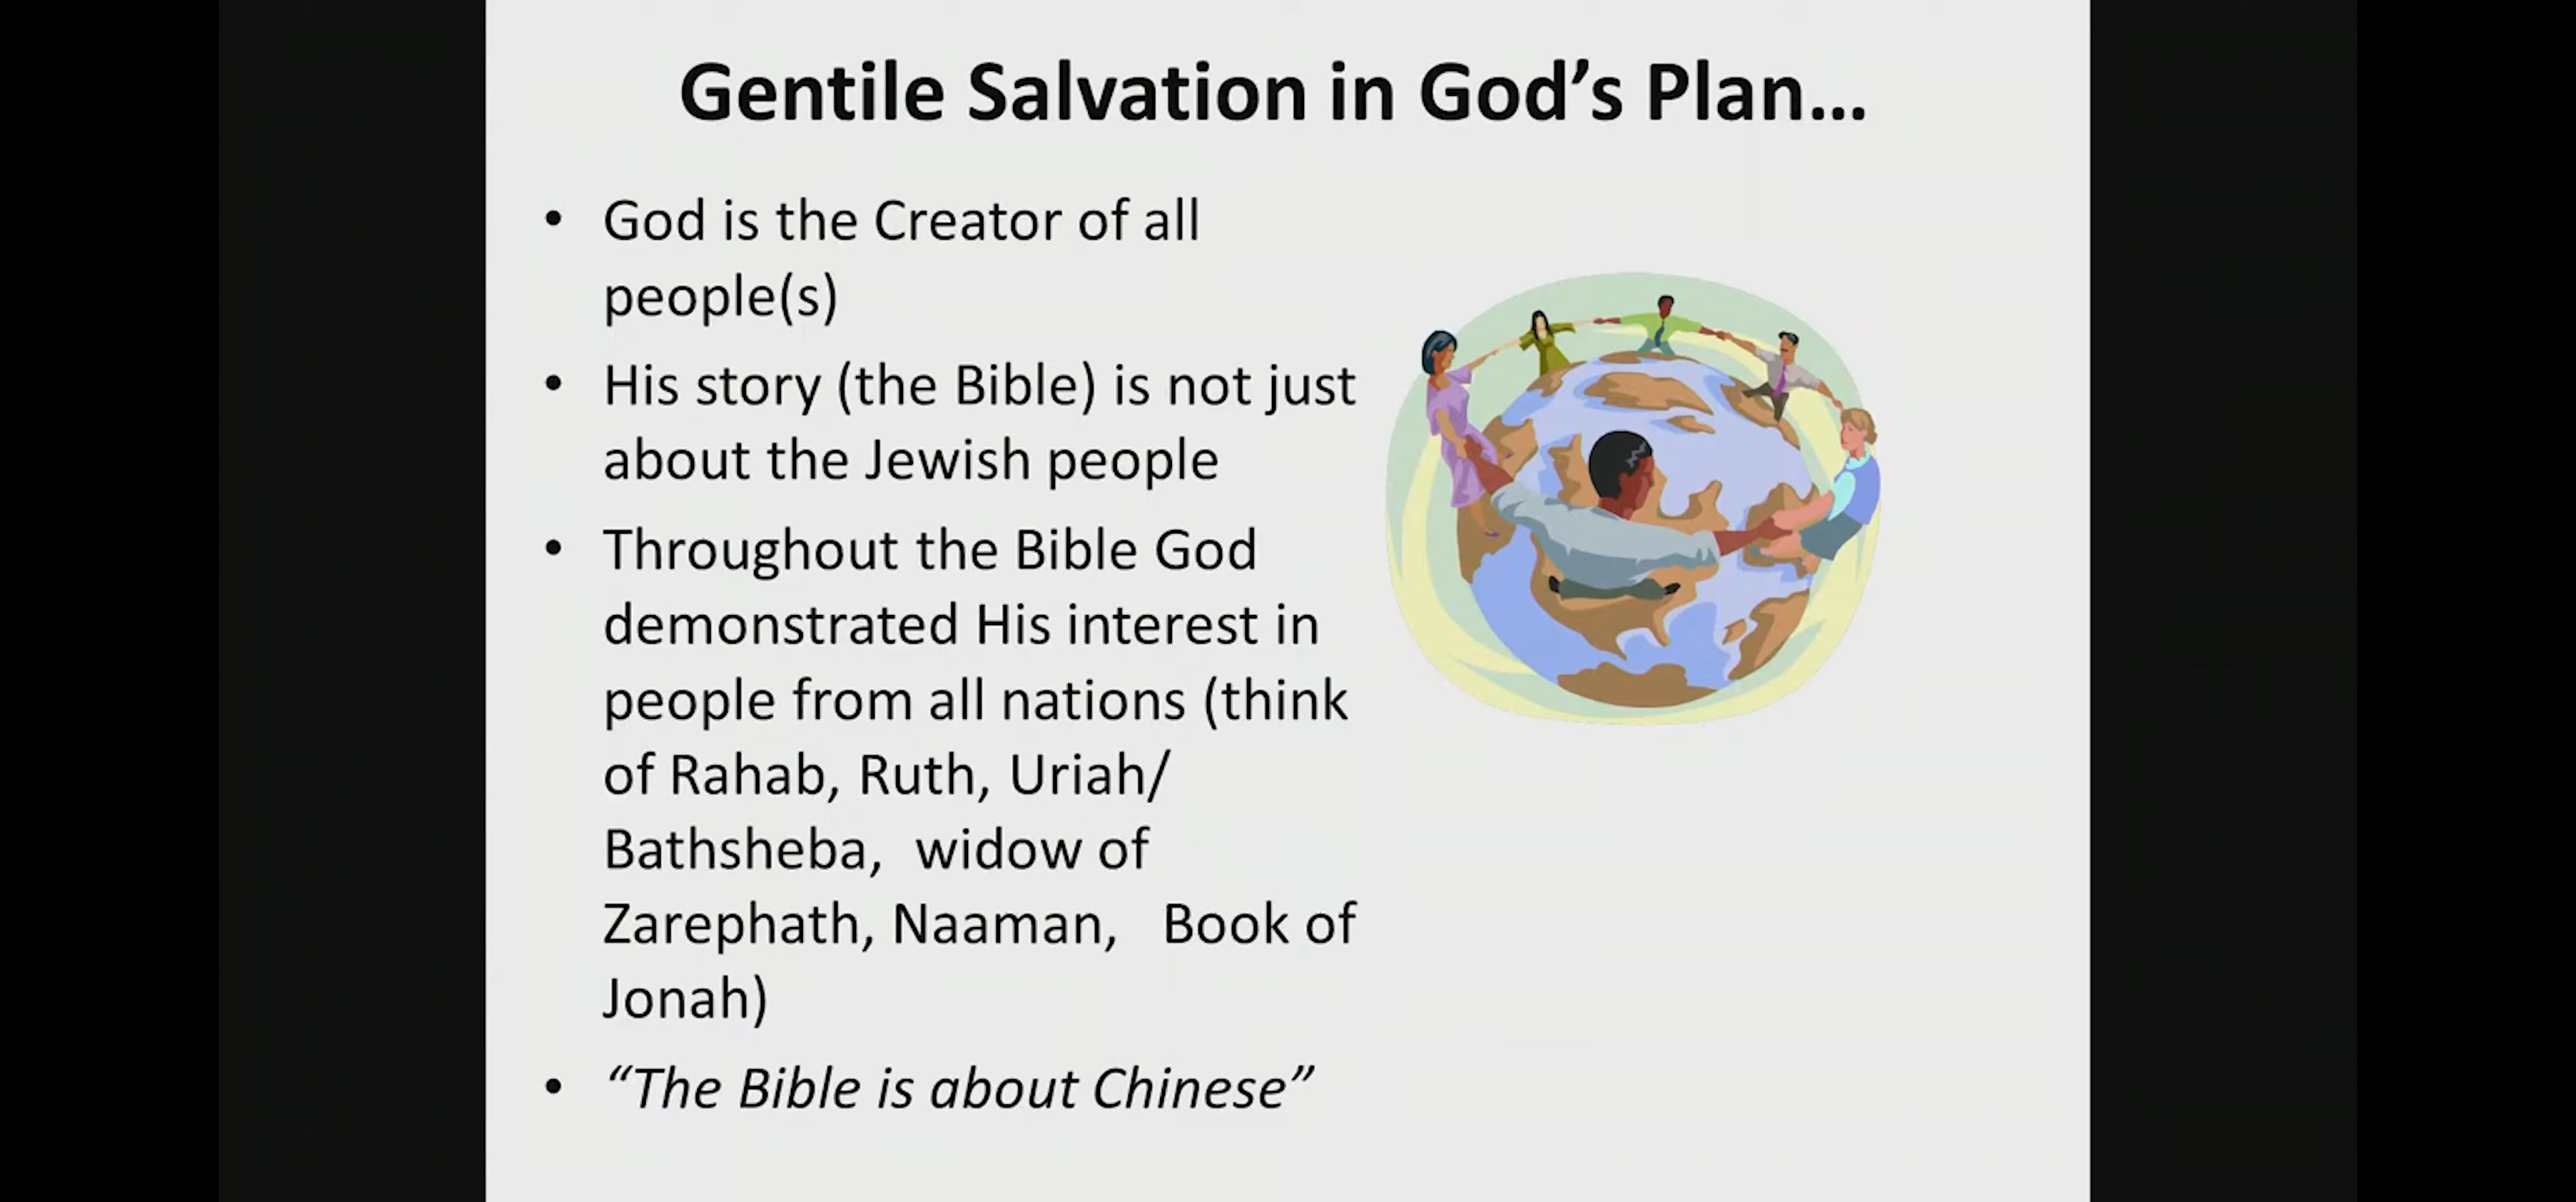 Gentile Salvation in God’s Plan…
• God is the Creator of all
people(s)
• His story (the Bible) is not just
about the Jewish people
• Throughout the Bible God
demonstrated His interest in
people from all nations (think
of Rahab, Ruth, Uriah/
Bathsheba,  widow of
Zarephath, Naaman,   Book of
Jonah)
• “The Bible is about Chinese”